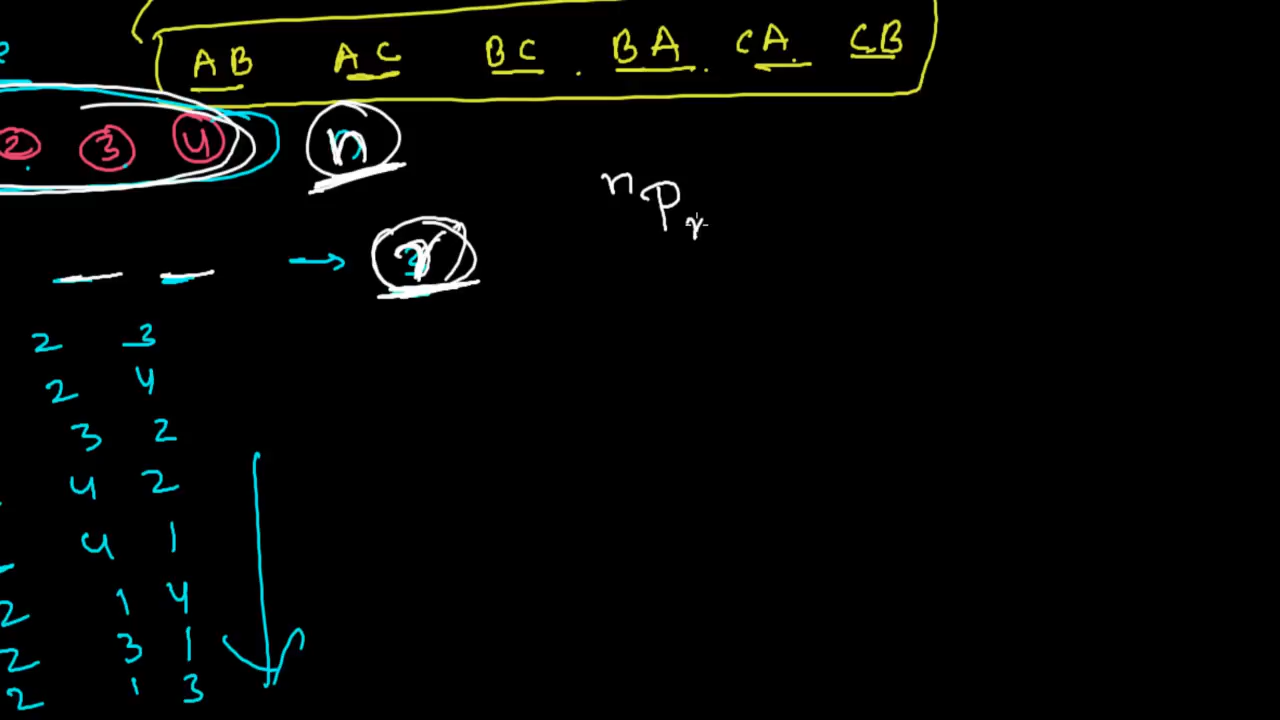 AB AC BC . BA . CA . CB
2 3 4 n
nPr
→ r
2 3
2 4
3 2
4 2
4 1
2 1 4
2 3 1
2 1 3